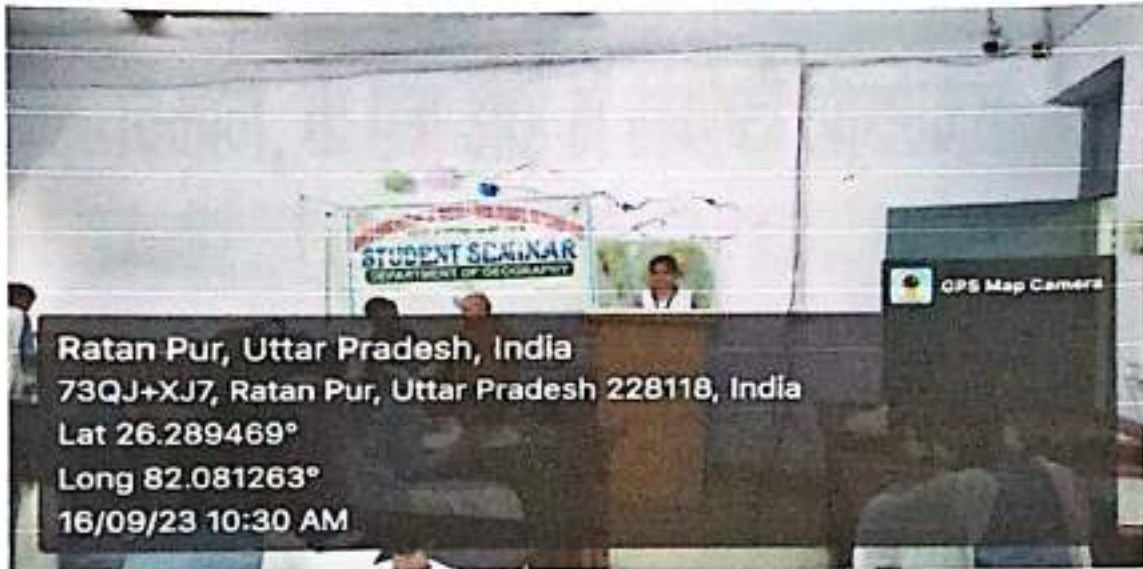 STUDENT SEMINAR
DEPARTMENT OF GEOGRAPHY
GPS Map Camera
Ratan Pur, Uttar Pradesh, India
73QJ+XJ7, Ratan Pur, Uttar Pradesh 228118, India
Lat 26.289469°
Long 82.081263°
16/09/23 10:30 AM